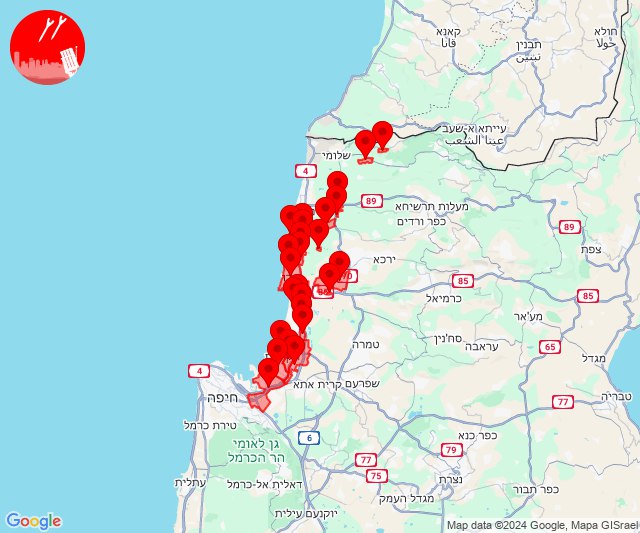 קאנא
قانا
חולא
حولا
תבנין
تبنين
עייתא א-שעב
عيتا الشعب
שלומי
4
89
מעלות תרשיחא
כפר ורדים
89
צפת
ירכא
70
85
85
85
כרמיאל
מע'אר
סח'נין
טמרה
עראבה
65
מגדל
4
שפרעם
קרית אתא
טבריה
חיפה
77
טירת כרמל
6
כפר כנא
גן לאומי
הר הכרמל
79
77
נצרת
75
עתלית
דאלית אל-כרמל
כפר תבור
מגדל העמק
יוקנעם עילית
Google
Map data ©2024 Google, Mapa GISrael